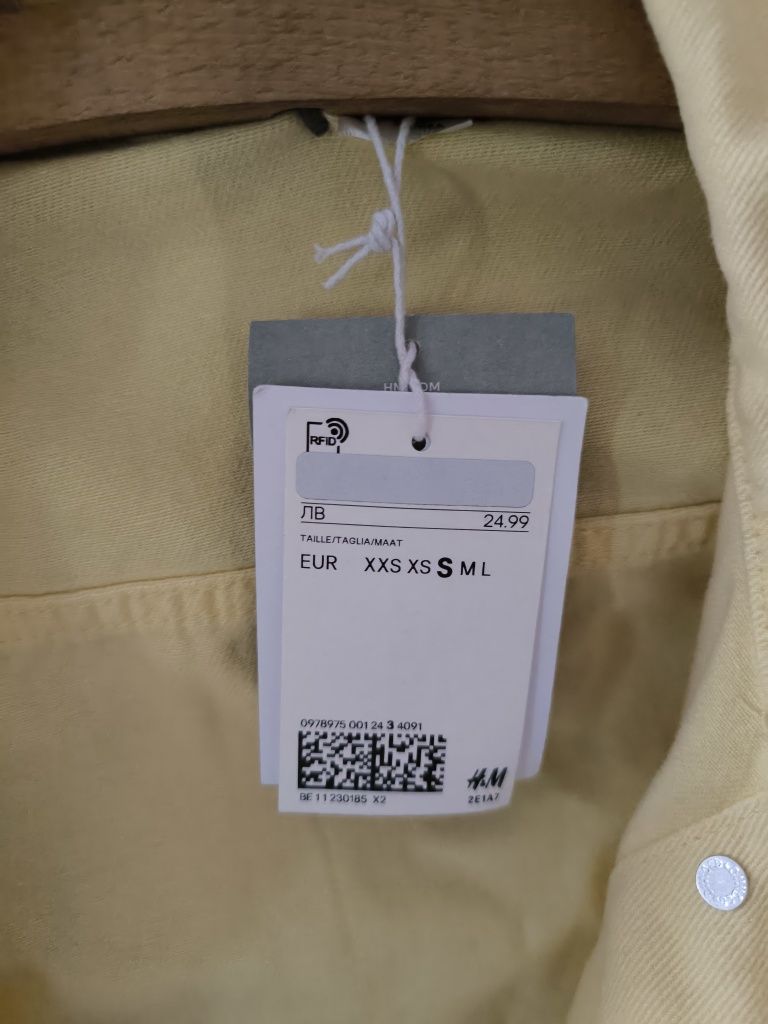 RFID
ЛВ 24.99
TAILLE/TAGLIA/MAAT
EUR XXS XS S M L
0978975 001 24 3 4091
BE 11 230185 X2
H&M
2E1A7